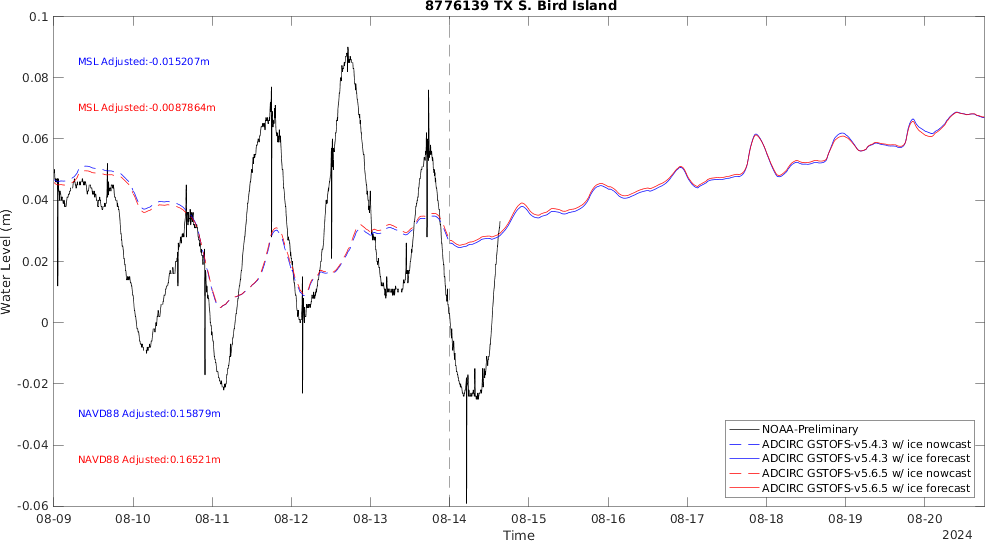 8776139 TX S. Bird Island
0.1
0.08
0.06
0.04
0.02
0
-0.02
-0.04
-0.06
Water Level (m)
MSL Adjusted:-0.015207m
MSL Adjusted:-0.0087864m
NAVD88 Adjusted:0.15879m
NAVD88 Adjusted:0.16521m
NOAA-Preliminary
ADCIRC GSTOFS-v5.4.3 w/ ice nowcast
ADCIRC GSTOFS-v5.4.3 w/ ice forecast
ADCIRC GSTOFS-v5.6.5 w/ ice nowcast
ADCIRC GSTOFS-v5.6.5 w/ ice forecast
08-09 08-10 08-11 08-12 08-13 08-14 08-15 08-16 08-17 08-18 08-19 08-20
Time
2024